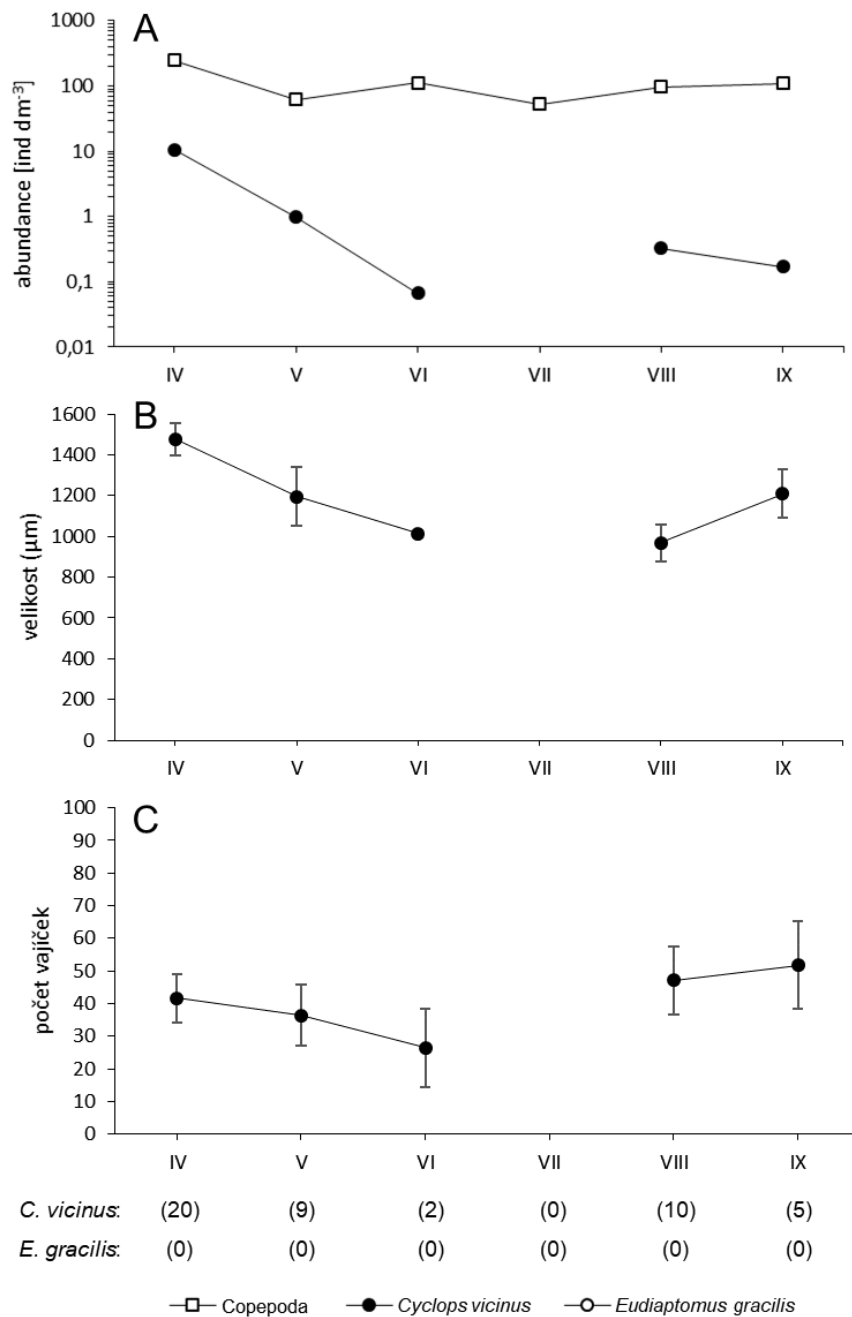 A
abundance [ind dm⁻³]
1000
100
10
1
0,1
0,01
IV V VI VII VIII IX
B
velikost (µm)
1600
1400
1200
1000
800
600
400
200
0
IV V VI VII VIII IX
C
počet vajíček
100
90
80
70
60
50
40
30
20
10
0
IV V VI VII VIII IX
C. vicinus: (20) (9) (2) (0) (10) (5)
E. gracilis: (0) (0) (0) (0) (0) (0)
Copepoda Cyclops vicinus Eudiaptomus gracilis